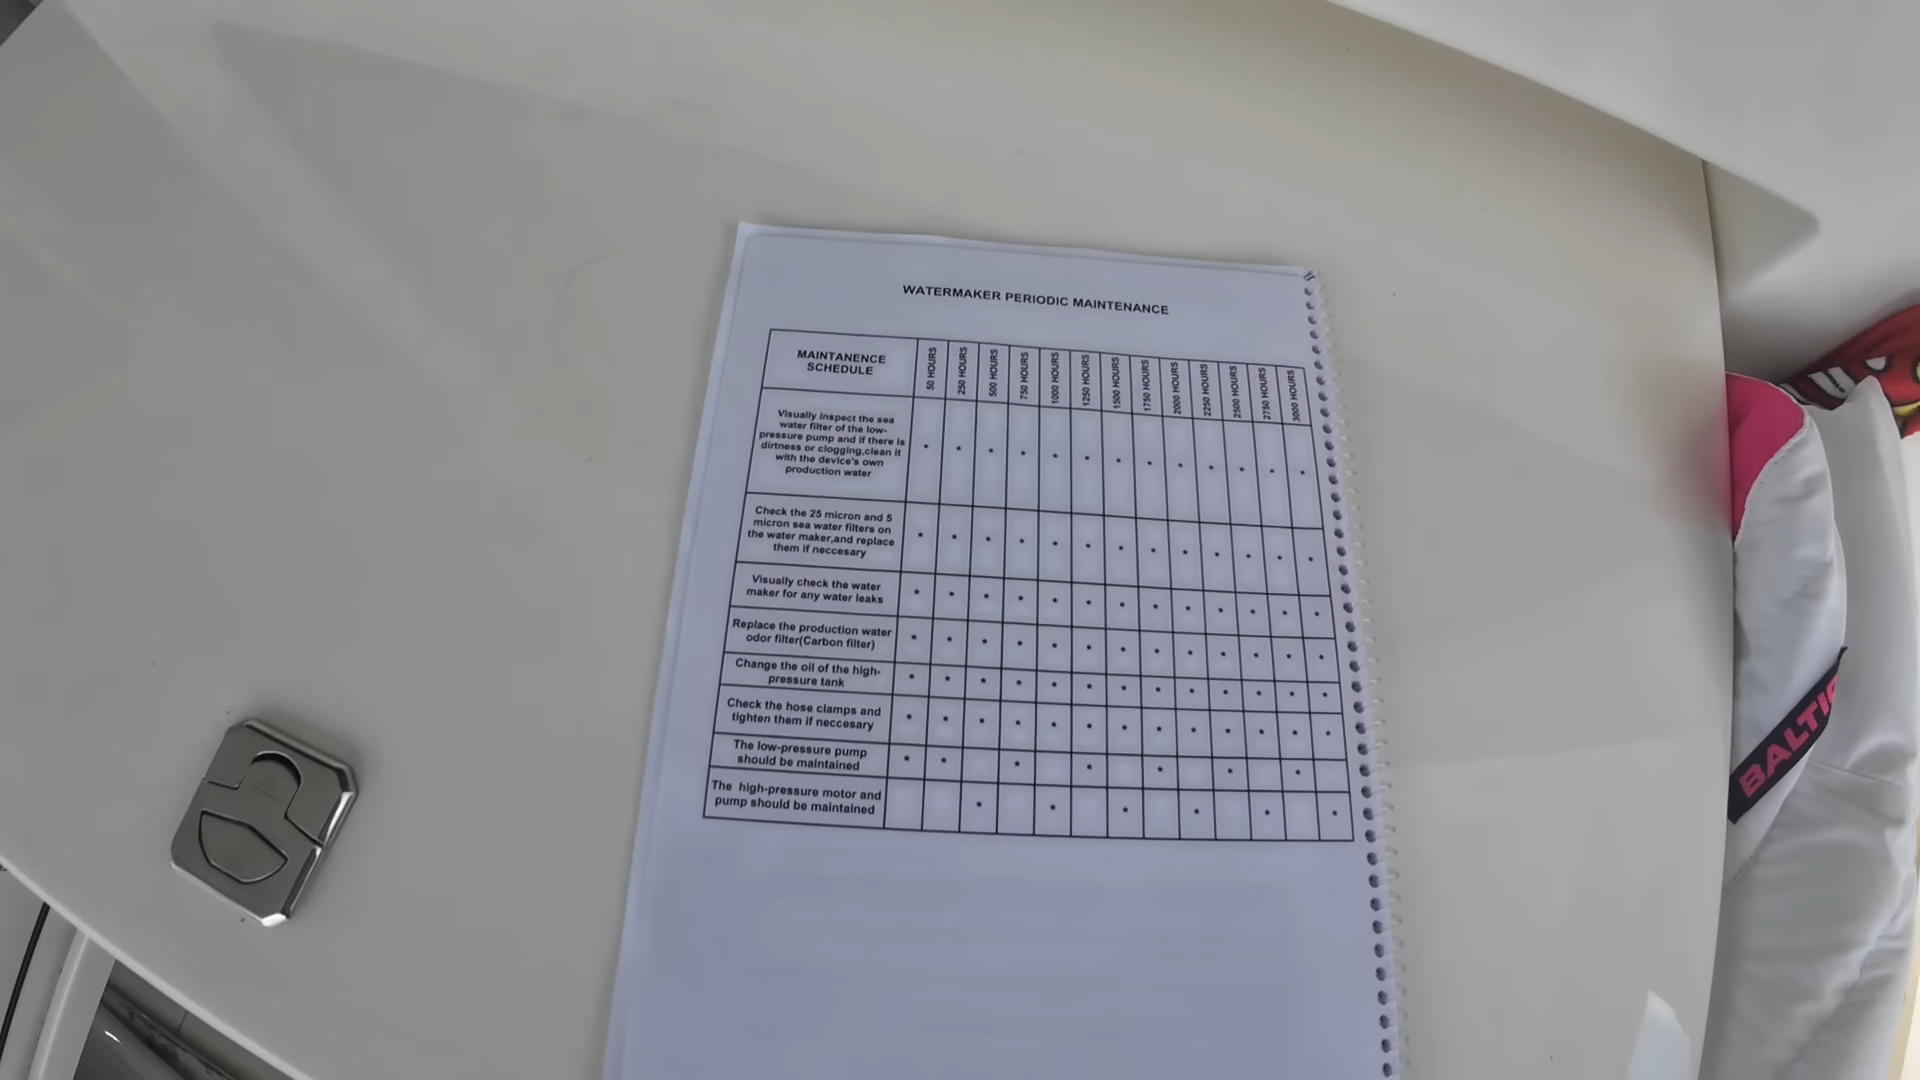 WATERMAKER PERIODIC MAINTENANCE
MAINTANENCE
SCHEDULE
50 HOURS
250 HOURS
500 HOURS
750 HOURS
1000 HOURS
1250 HOURS
1500 HOURS
1750 HOURS
2000 HOURS
2250 HOURS
2500 HOURS
2750 HOURS
3000 HOURS
Visually inspect the sea
water filter of the low-
pressure pump and if there is
dirtness or clogging,clean it
with the device's own
production water
* * * * * * * * * * * * *
Check the 25 micron and 5
micron sea water filters on
the water maker,and replace
them if neccesary
* * * * * * * * * * * * *
Visually check the water
maker for any water leaks
* * * * * * * * * * * * *
Replace the production water
odor filter(Carbon filter)
* * * * * * * * * * * * *
Change the oil of the high-
pressure tank
* * * * * * * * * * * * *
Check the hose clamps and
tighten them if neccesary
* * * * * * * * * * * * *
The low-pressure pump
should be maintained
* * * * * * *
The high-pressure motor and
pump should be maintained
* * * * * *
BALTIC